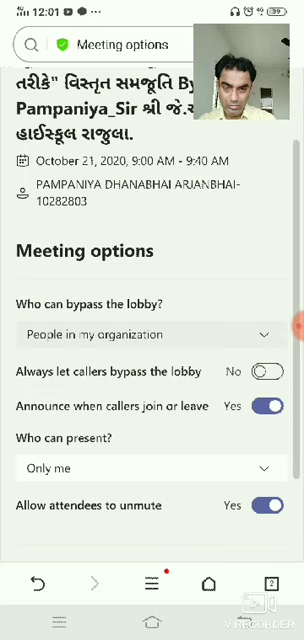 12:01
39
Meeting options
તરીકે" વિસ્તૃત સમજૂતિ By
Pampaniya_Sir શ્રી જે.
હાઈસ્કૂલ રાજુલા.
October 21, 2020, 9:00 AM - 9:40 AM
PAMPANIYA DHANABHAI ARJANBHAI-
10282803
Meeting options
Who can bypass the lobby?
People in my organization
Always let callers bypass the lobby No
Announce when callers join or leave Yes
Who can present?
Only me
Allow attendees to unmute Yes
2
V RECORDER